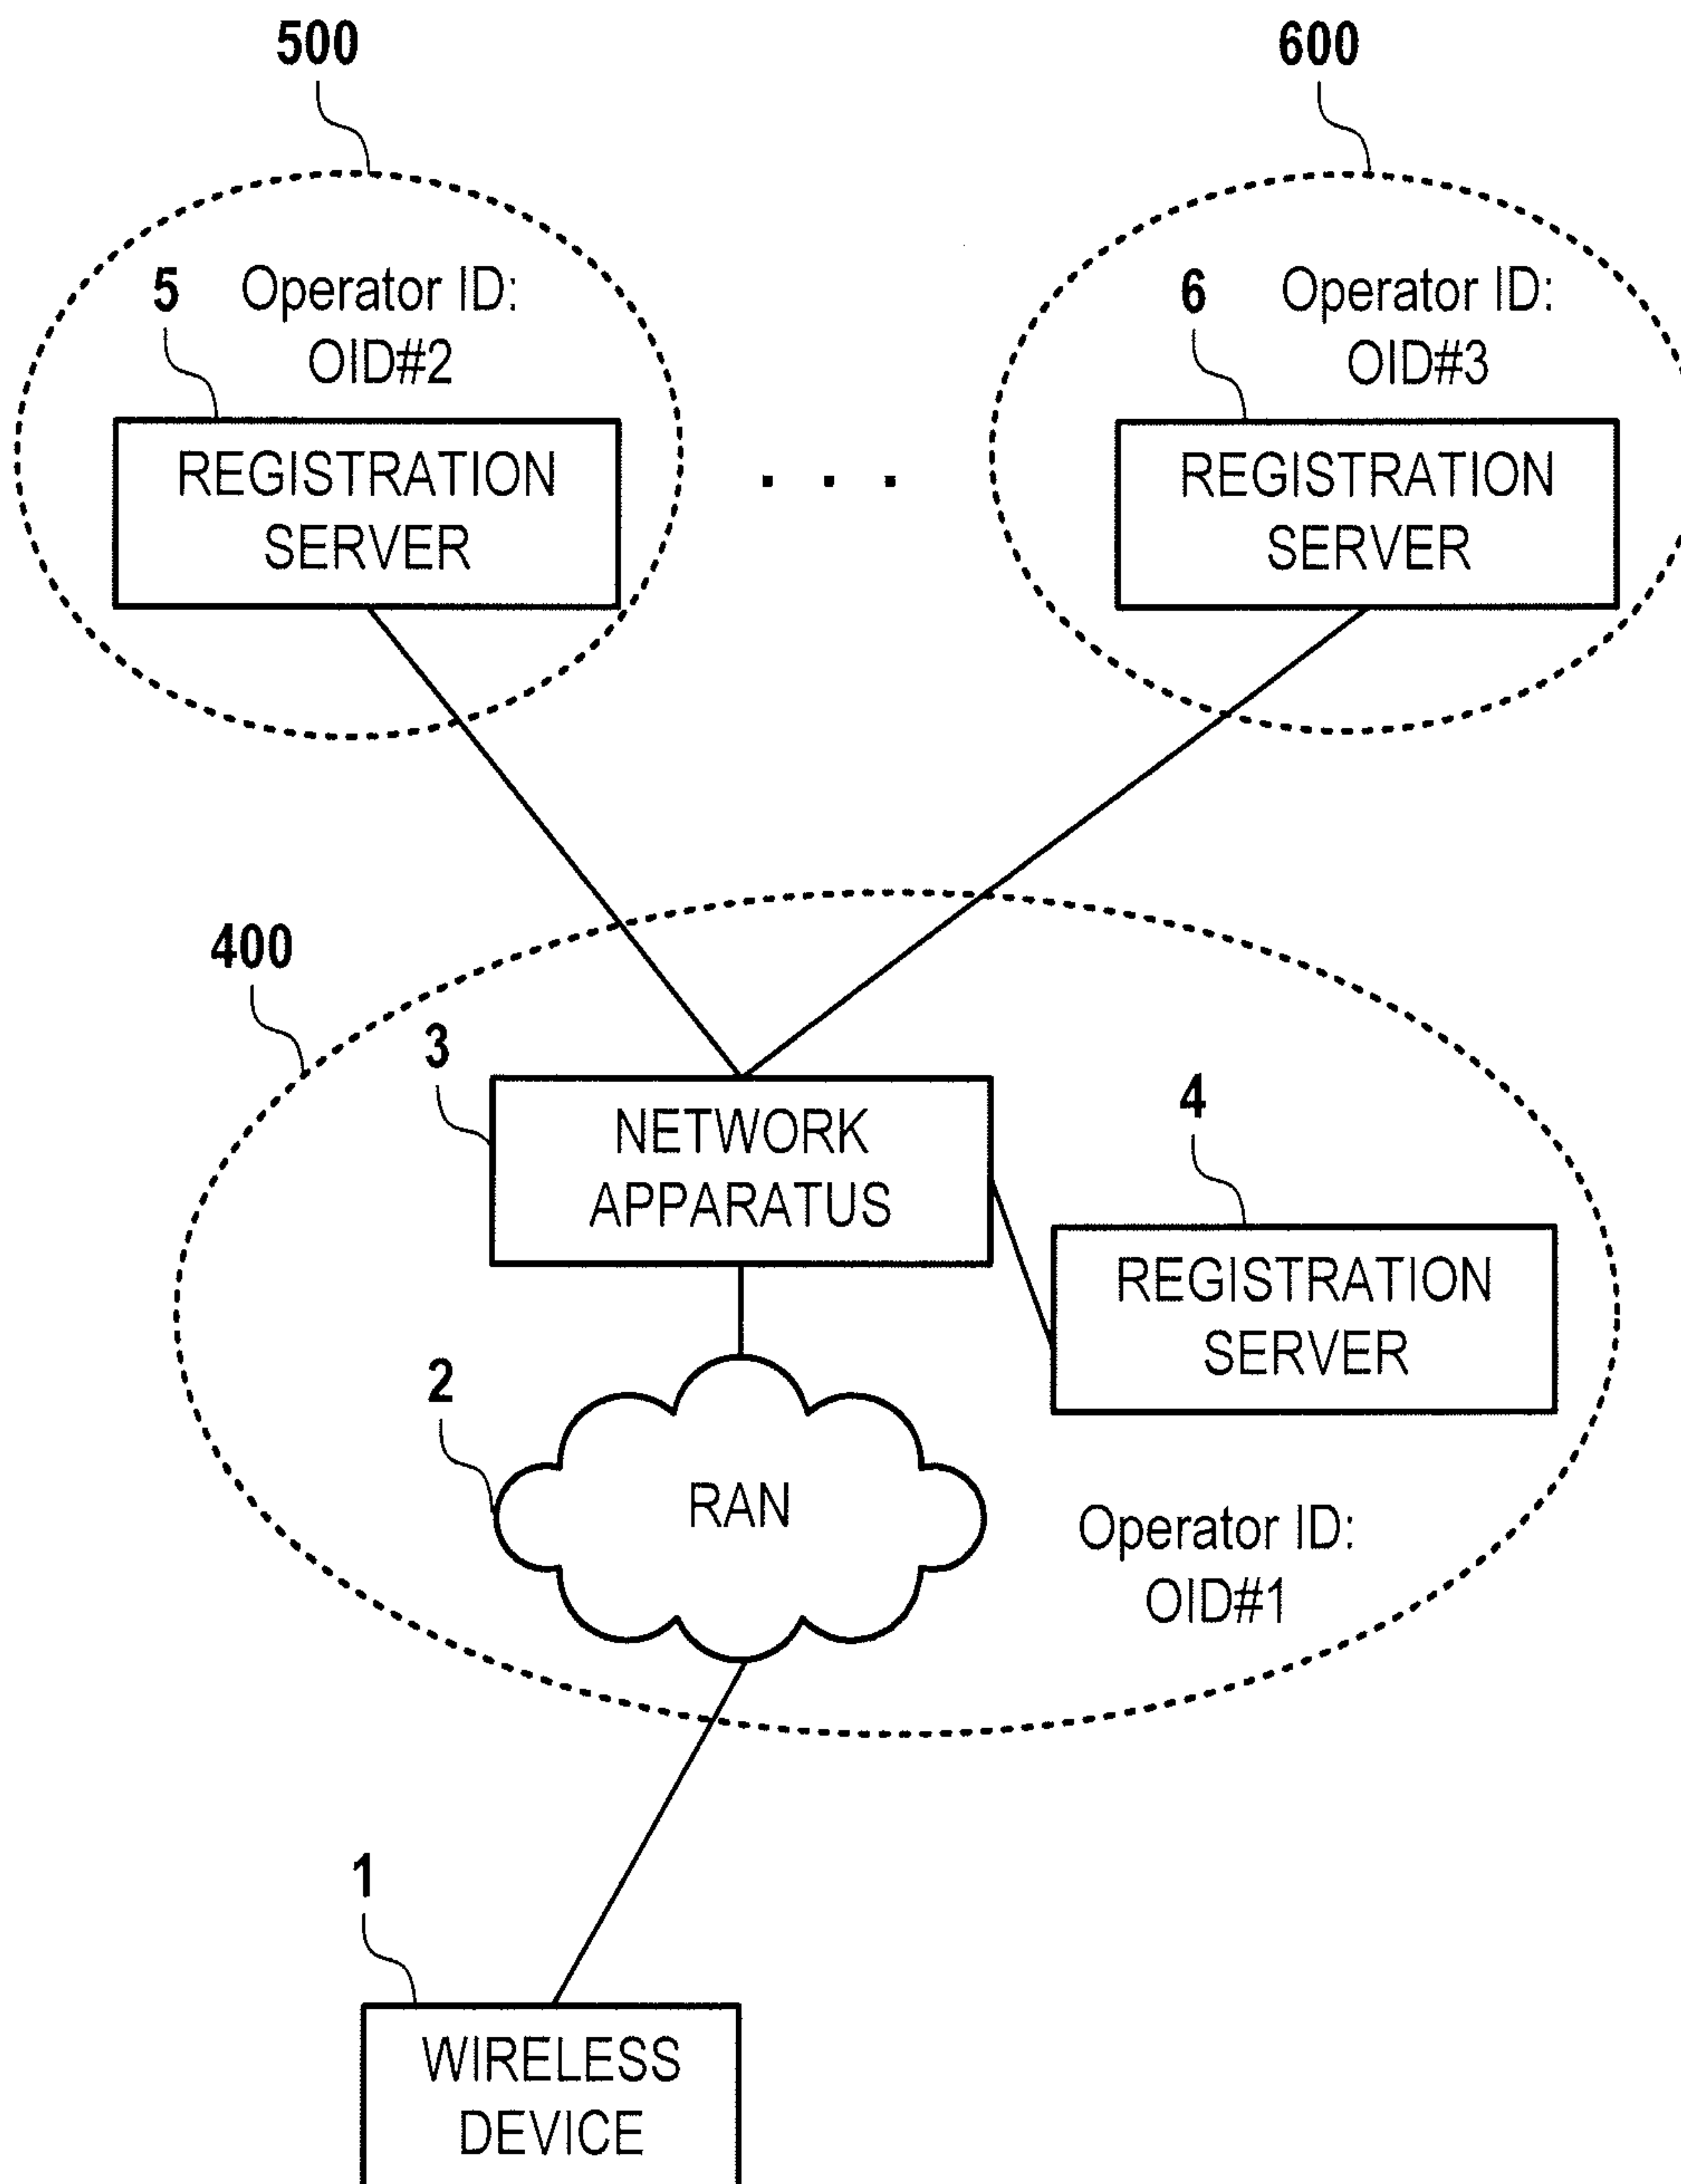 500
600
5 Operator ID:
OID#2
6 Operator ID:
OID#3
REGISTRATION
SERVER
. . .
REGISTRATION
SERVER
400
3
NETWORK
APPARATUS
4
REGISTRATION
SERVER
2
RAN
Operator ID:
OID#1
1
WIRELESS
DEVICE